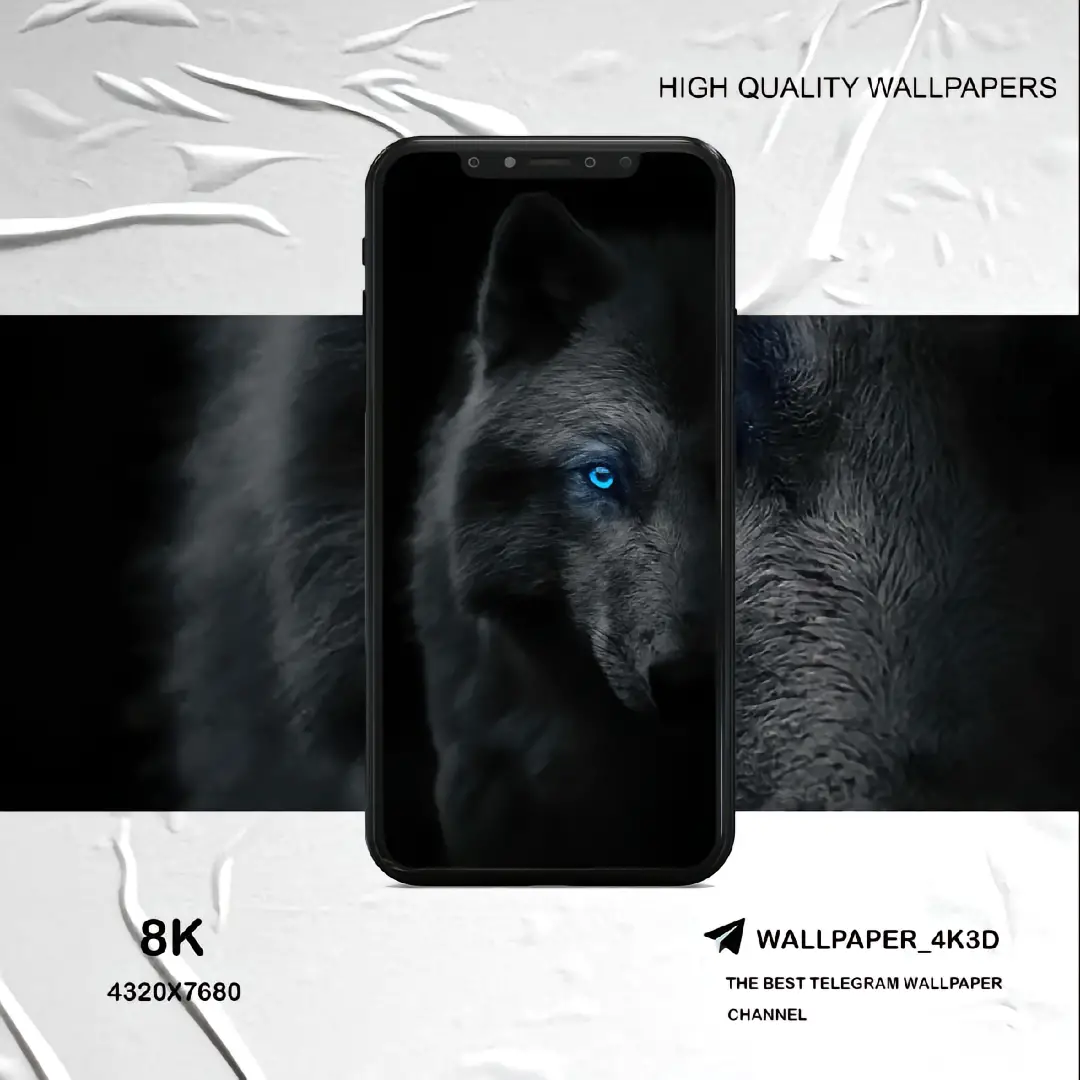 HIGH QUALITY WALLPAPERS
8K
4320X7680
WALLPAPER_4K3D
THE BEST TELEGRAM WALLPAPER
CHANNEL